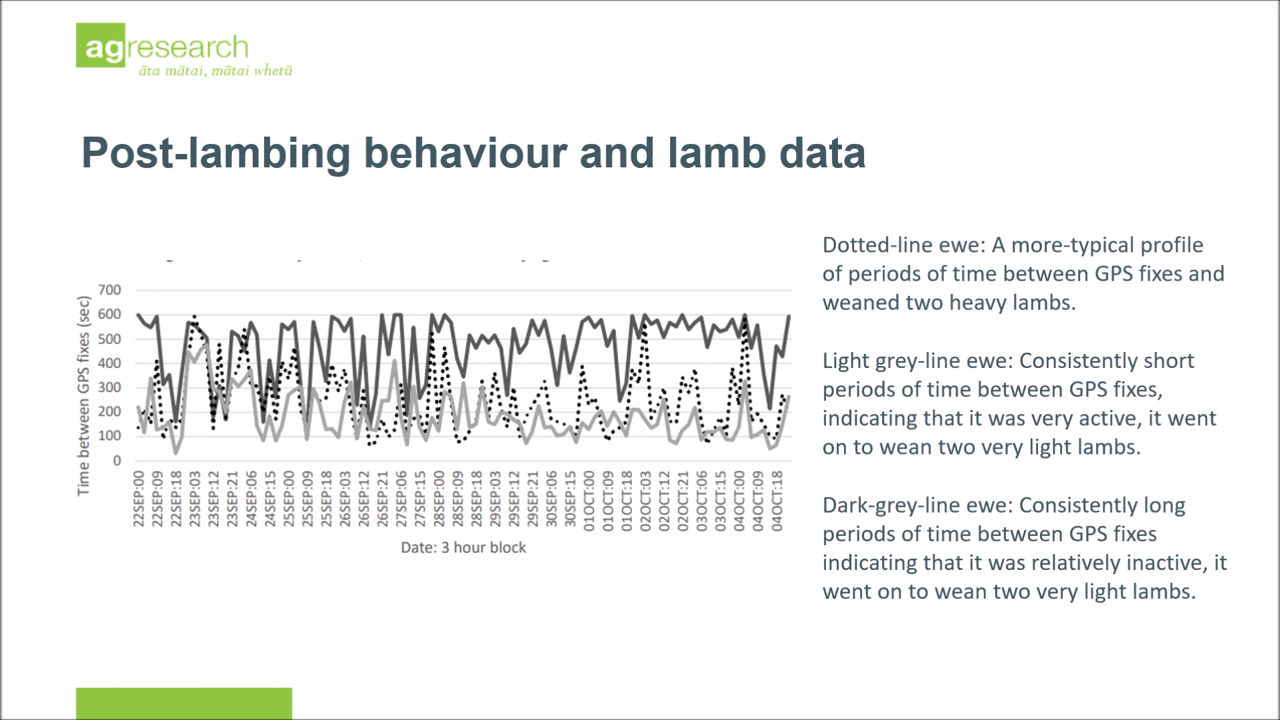 agresearch
āta mātai, mātai whetū
Post-lambing behaviour and lamb data
Dotted-line ewe: A more-typical profile
of periods of time between GPS fixes and
weaned two heavy lambs.
Light grey-line ewe: Consistently short
periods of time between GPS fixes,
indicating that it was very active, it went
on to wean two very light lambs.
Dark-grey-line ewe: Consistently long
periods of time between GPS fixes
indicating that it was relatively inactive, it
went on to wean two very light lambs.
Time between GPS fixes (sec)
700
600
500
400
300
200
100
0
22SEP:00
22SEP:09
22SEP:18
23SEP:03
23SEP:12
23SEP:21
24SEP:06
24SEP:15
25SEP:00
25SEP:09
25SEP:18
26SEP:03
26SEP:12
26SEP:21
27SEP:06
27SEP:15
28SEP:00
28SEP:09
28SEP:18
29SEP:03
29SEP:12
29SEP:21
30SEP:06
30SEP:15
01OCT:00
01OCT:09
01OCT:18
02OCT:03
02OCT:12
02OCT:21
03OCT:06
03OCT:15
04OCT:00
04OCT:09
04OCT:18
Date: 3 hour block